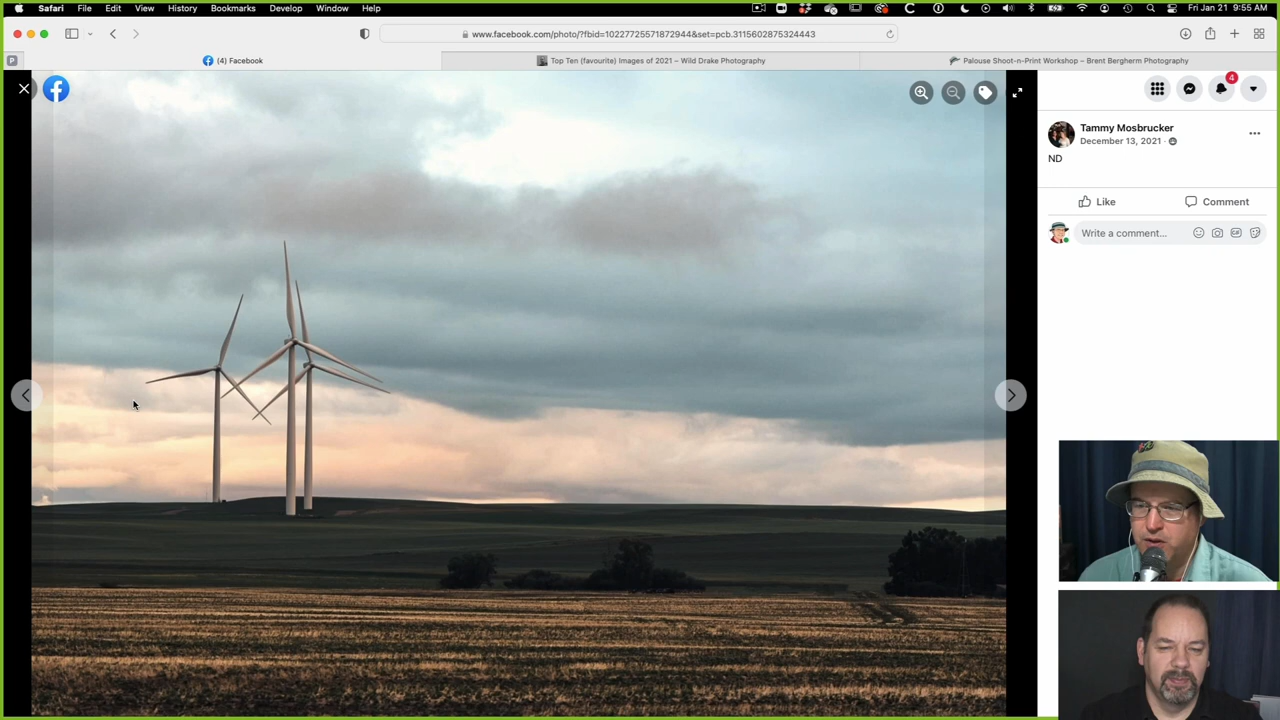 Safari File Edit View History Bookmarks Develop Window Help Fri Jan 21 9:55 AM
www.facebook.com/photo/?fbid=10227725571872944&set=pcb.3115602875324443
P (4) Facebook Top Ten (favourite) Images of 2021 – Wild Drake Photography Palouse Shoot-n-Print Workshop – Brent Bergherm Photography
4
Tammy Mosbrucker
December 13, 2021 ·
ND
Like Comment
Write a comment...